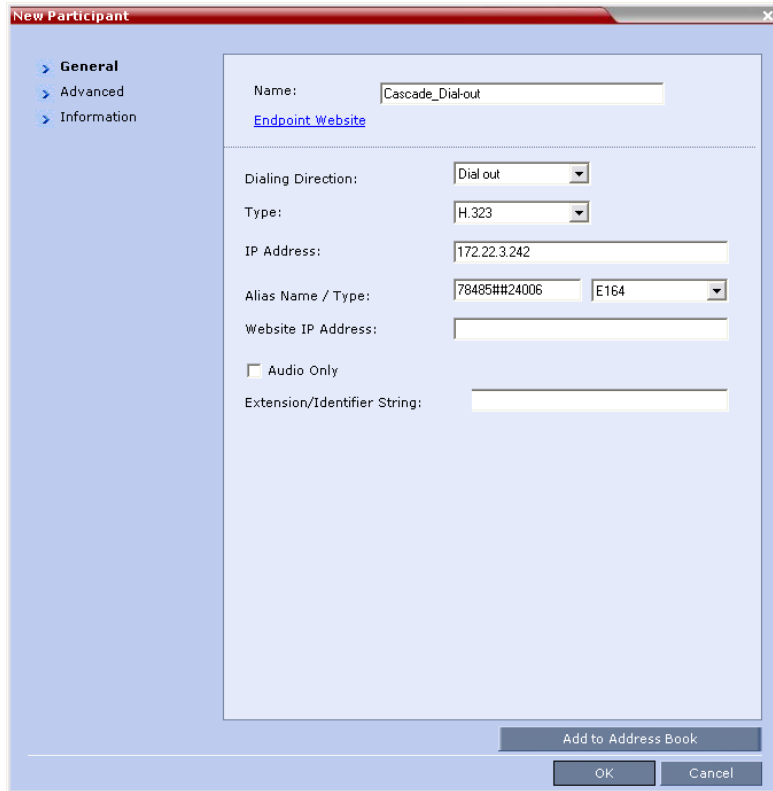 New Participant
General
Advanced
Information
Name: Cascade_Dial-out
Endpoint Website
Dialing Direction: Dial out
Type: H.323
IP Address: 172.22.3.242
Alias Name / Type: 78485##24006 E164
Website IP Address:
Audio Only
Extension/Identifier String:
Add to Address Book
OK Cancel